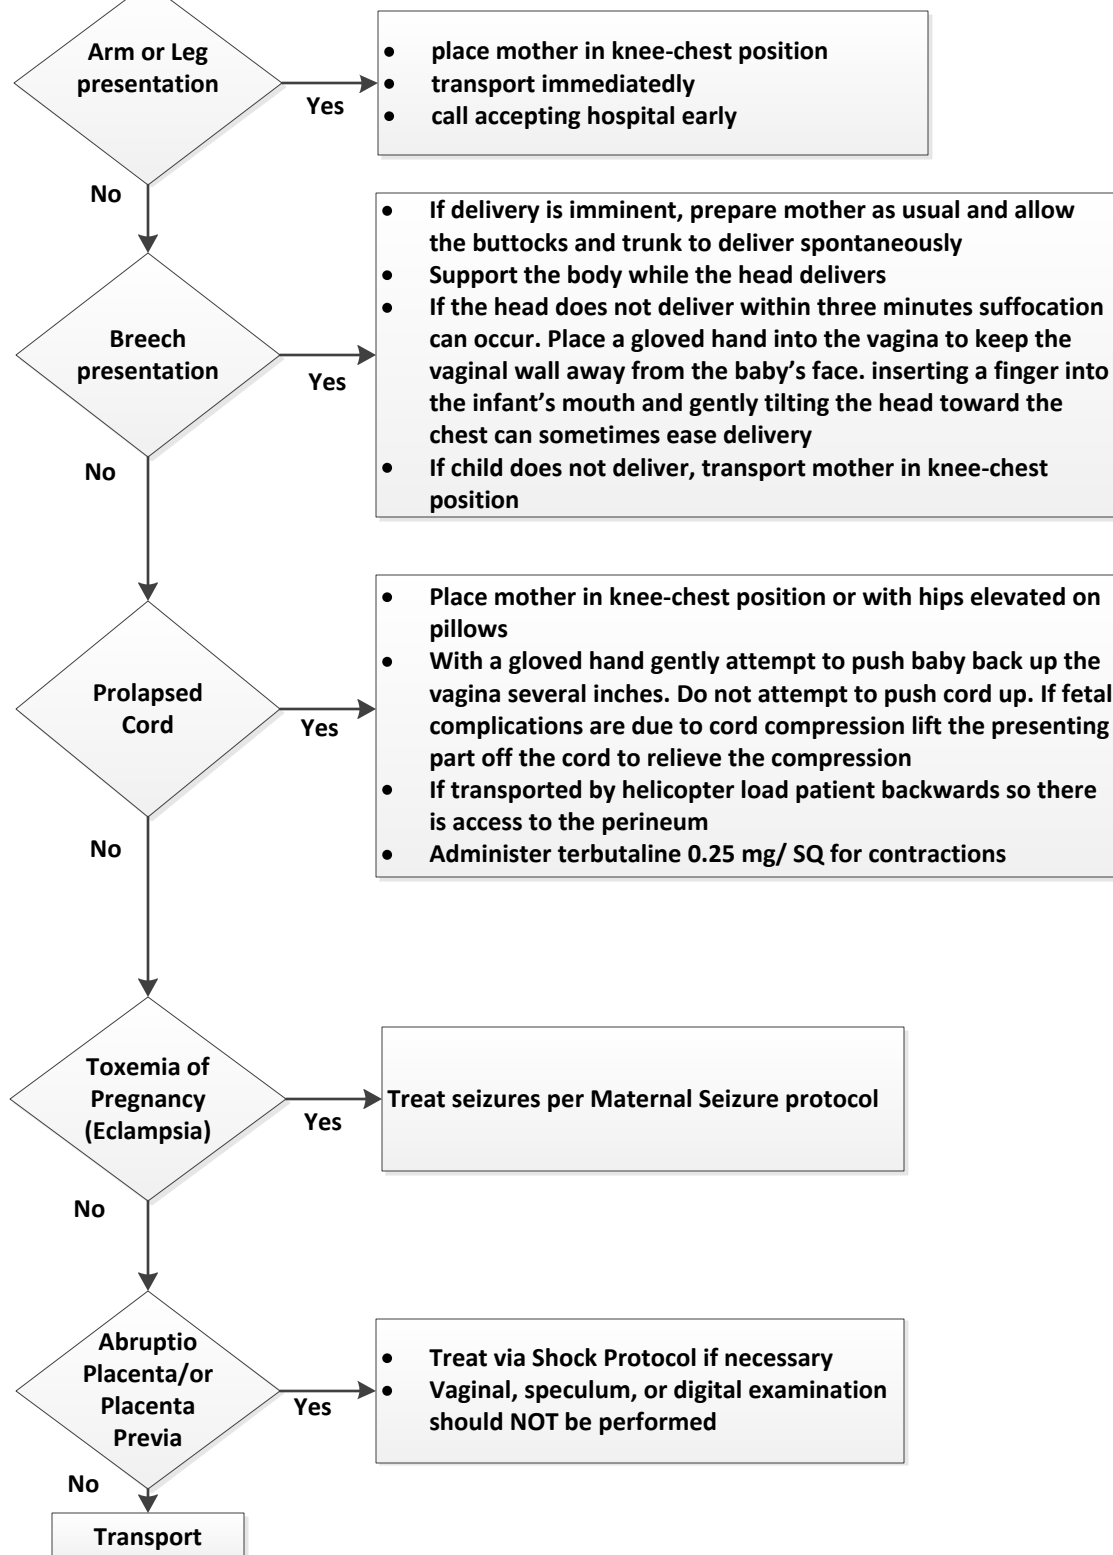 Arm or Leg
presentation
Yes
• place mother in knee-chest position
• transport immediatedly
• call accepting hospital early
No
Breech
presentation
Yes
• If delivery is imminent, prepare mother as usual and allow
the buttocks and trunk to deliver spontaneously
• Support the body while the head delivers
• If the head does not deliver within three minutes suffocation
can occur. Place a gloved hand into the vagina to keep the
vaginal wall away from the baby's face. inserting a finger into
the infant's mouth and gently tilting the head toward the
chest can sometimes ease delivery
• If child does not deliver, transport mother in knee-chest
position
No
Prolapsed
Cord
Yes
• Place mother in knee-chest position or with hips elevated on
pillows
• With a gloved hand gently attempt to push baby back up the
vagina several inches. Do not attempt to push cord up. If fetal
complications are due to cord compression lift the presenting
part off the cord to relieve the compression
• If transported by helicopter load patient backwards so there
is access to the perineum
• Administer terbutaline 0.25 mg/ SQ for contractions
No
Toxemia of
Pregnancy
(Eclampsia)
Yes
Treat seizures per Maternal Seizure protocol
No
Abruptio
Placenta/or
Placenta
Previa
Yes
• Treat via Shock Protocol if necessary
• Vaginal, speculum, or digital examination
should NOT be performed
No
Transport